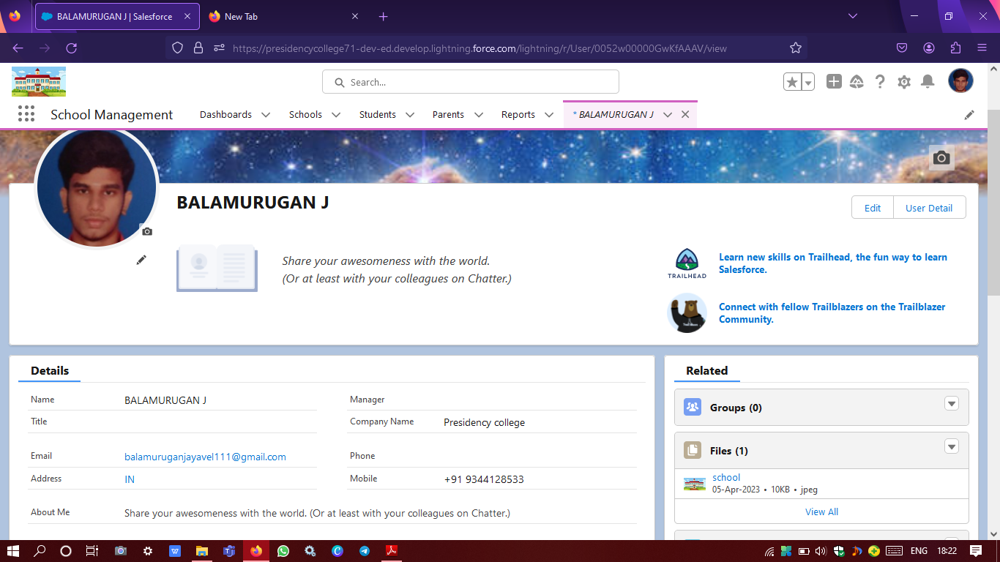 BALAMURUGAN J | Salesforce
New Tab
https://presidencycollege71-dev-ed.develop.lightning.force.com/lightning/r/User/0052w00000GwKfAAAV/view
Search...
School Management
Dashboards
Schools
Students
Parents
Reports
* BALAMURUGAN J
BALAMURUGAN J
Edit
User Detail
Share your awesomeness with the world.
(Or at least with your colleagues on Chatter.)
TRAILHEAD
Learn new skills on Trailhead, the fun way to learn
Salesforce.
Connect with fellow Trailblazers on the Trailblazer
Community.
Details
Name
BALAMURUGAN J
Manager
Title
Company Name
Presidency college
Email
balamuruganjayavel111@gmail.com
Phone
Address
IN
Mobile
+91 9344128533
About Me
Share your awesomeness with the world. (Or at least with your colleagues on Chatter.)
Related
Groups (0)
Files (1)
school
05-Apr-2023 • 10KB • jpeg
View All
ENG
18:22